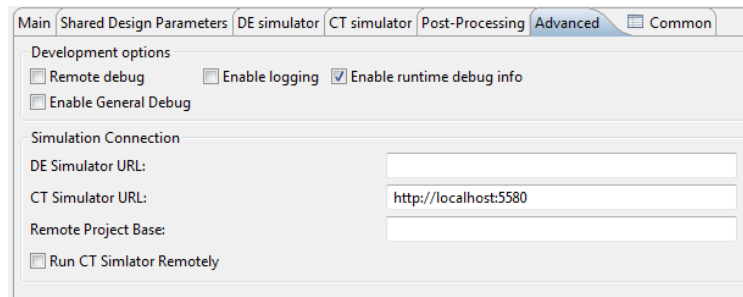 Main Shared Design Parameters DE simulator CT simulator Post-Processing Advanced Common
Development options
Remote debug Enable logging Enable runtime debug info
Enable General Debug
Simulation Connection
DE Simulator URL:
CT Simulator URL: http://localhost:5580
Remote Project Base:
Run CT Simlator Remotely